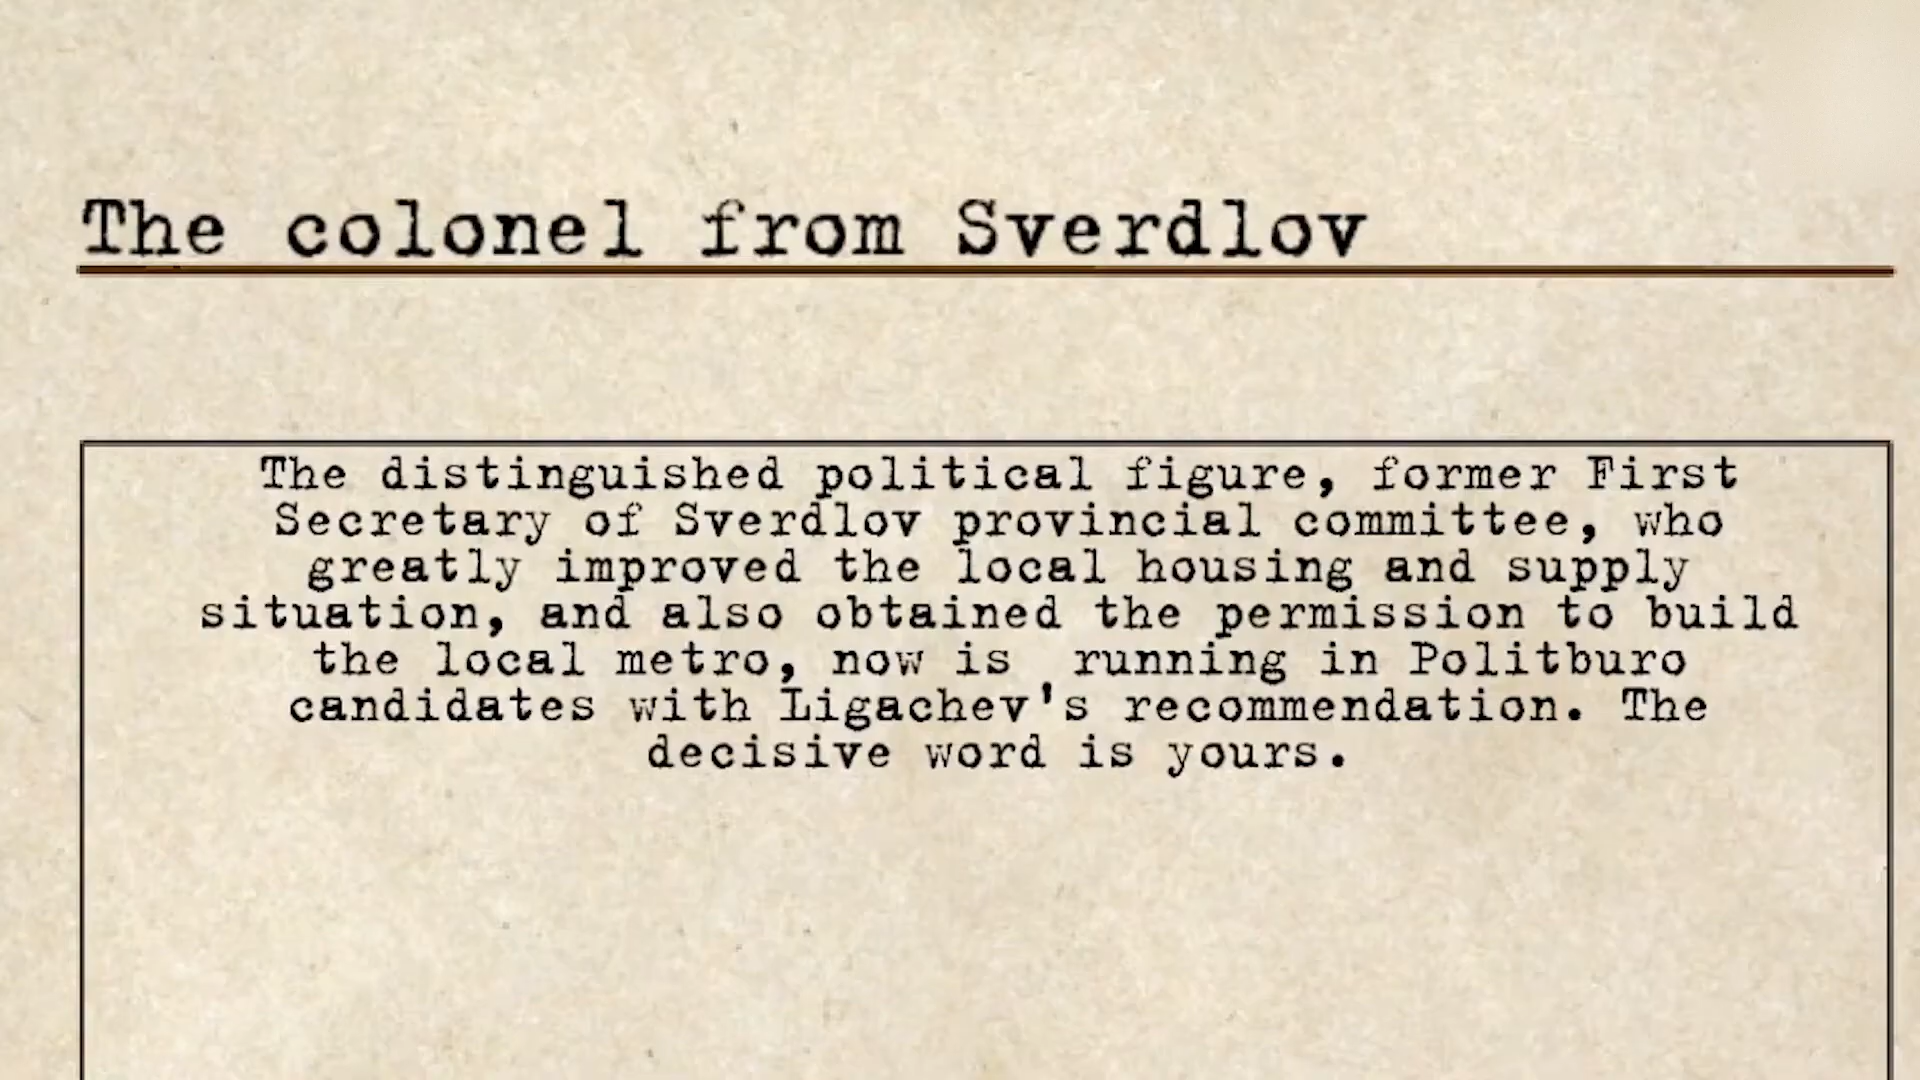 The colonel from Sverdlov
The distinguished political figure, former First
Secretary of Sverdlov provincial committee, who
greatly improved the local housing and supply
situation, and also obtained the permission to build
the local metro, now is  running in Politburo
candidates with Ligachev's recommendation. The
decisive word is yours.